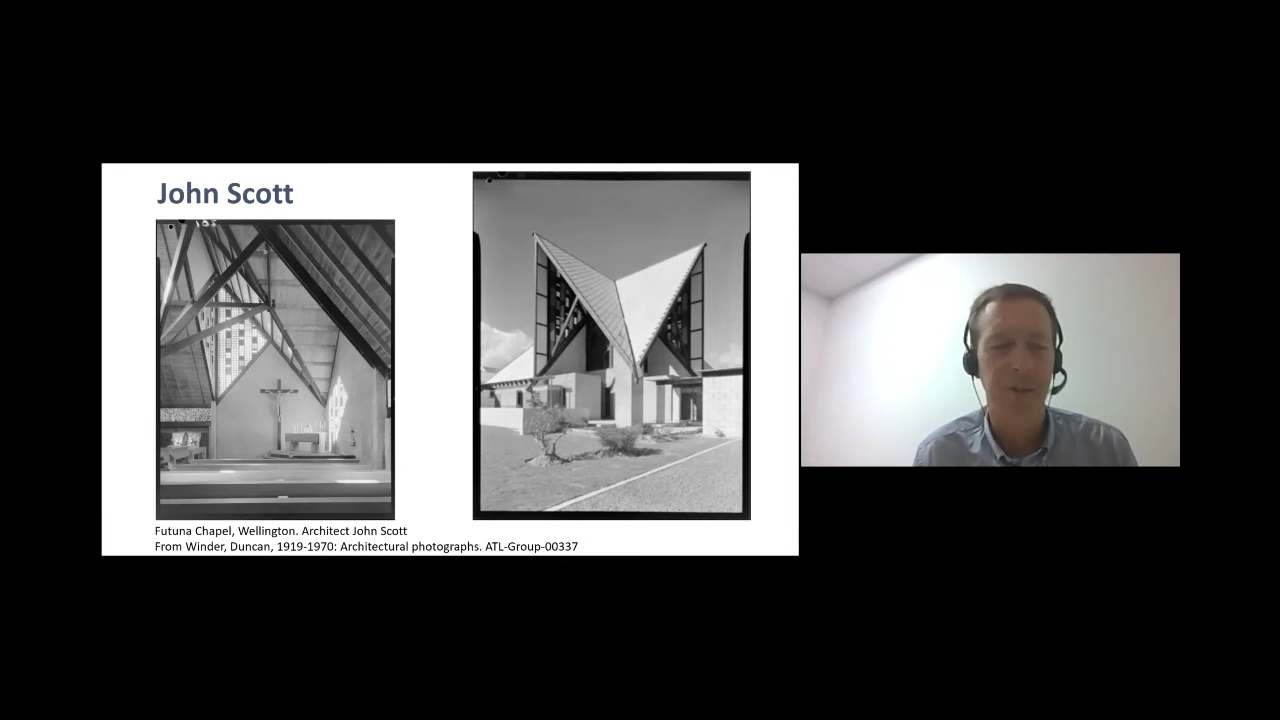 John Scott
Futuna Chapel, Wellington. Architect John Scott
From Winder, Duncan, 1919-1970: Architectural photographs. ATL-Group-00337